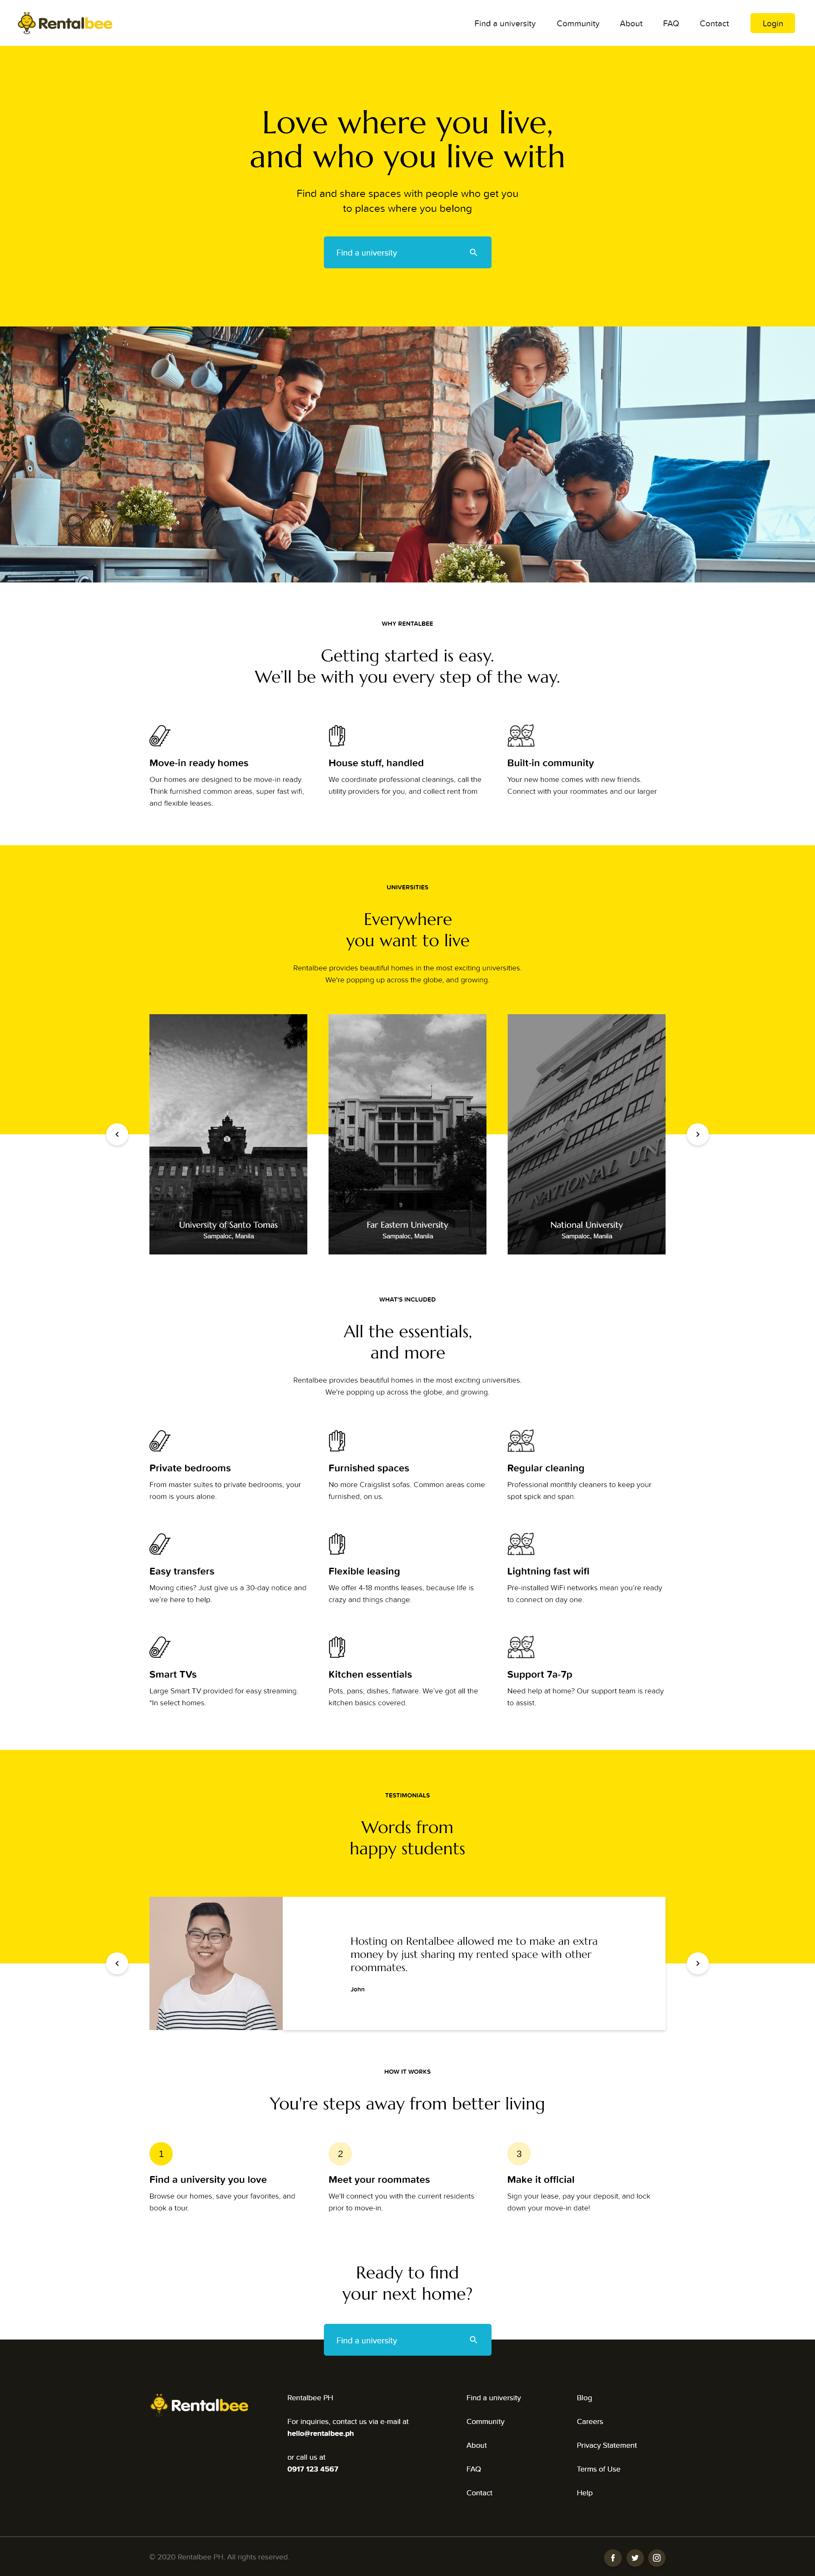 Rentalbee
Find a university
Community
About
FAQ
Contact
Login
Love where you live,
and who you live with
Find and share spaces with people who get you
to places where you belong
Find a university
WHY RENTALBEE
Getting started is easy.
We'll be with you every step of the way.
Move-in ready homes
Our homes are designed to be move-in ready.
Think furnished common areas, super fast wifi,
and flexible leases.
House stuff, handled
We coordinate professional cleanings, call the
utility providers for you, and collect rent from
Built-in community
Your new home comes with new friends.
Connect with your roommates and our larger
UNIVERSITIES
Everywhere
you want to live
Rentalbee provides beautiful homes in the most exciting universities.
We're popping up across the globe, and growing.
University of Santo Tomas
Sampaloc, Manila
Far Eastern University
Sampaloc, Manila
NATIONAL UN
National University
Sampaloc, Manila
WHAT'S INCLUDED
All the essentials,
and more
Rentalbee provides beautiful homes in the most exciting universities.
We're popping up across the globe, and growing.
Private bedrooms
From master suites to private bedrooms, your
room is yours alone.
Furnished spaces
No more Craigslist sofas. Common areas come
furnished, on us.
Regular cleaning
Professional monthly cleaners to keep your
spot spick and span.
Easy transfers
Moving cities? Just give us a 30-day notice and
we're here to help.
Flexible leasing
We offer 4-18 months leases, because life is
crazy and things change.
Lightning fast wifi
Pre-installed WiFi networks mean you're ready
to connect on day one.
Smart TVs
Large Smart TV provided for easy streaming.
*In select homes.
Kitchen essentials
Pots, pans, dishes, flatware. We've got all the
kitchen basics covered.
Support 7a-7p
Need help at home? Our support team is ready
to assist.
TESTIMONIALS
Words from
happy students
Hosting on Rentalbee allowed me to make an extra
money by just sharing my rented space with other
roommates.
John
HOW IT WORKS
You're steps away from better living
1
Find a university you love
Browse our homes, save your favorites, and
book a tour.
2
Meet your roommates
We'll connect you with the current residents
prior to move-in.
3
Make it official
Sign your lease, pay your deposit, and lock
down your move-in date!
Ready to find
your next home?
Find a university
Rentalbee
Rentalbee PH
For inquiries, contact us via e-mail at
hello@rentalbee.ph
or call us at
0917 123 4567
Find a university
Community
About
FAQ
Contact
Blog
Careers
Privacy Statement
Terms of Use
Help
© 2020 Rentalbee PH. All rights reserved.